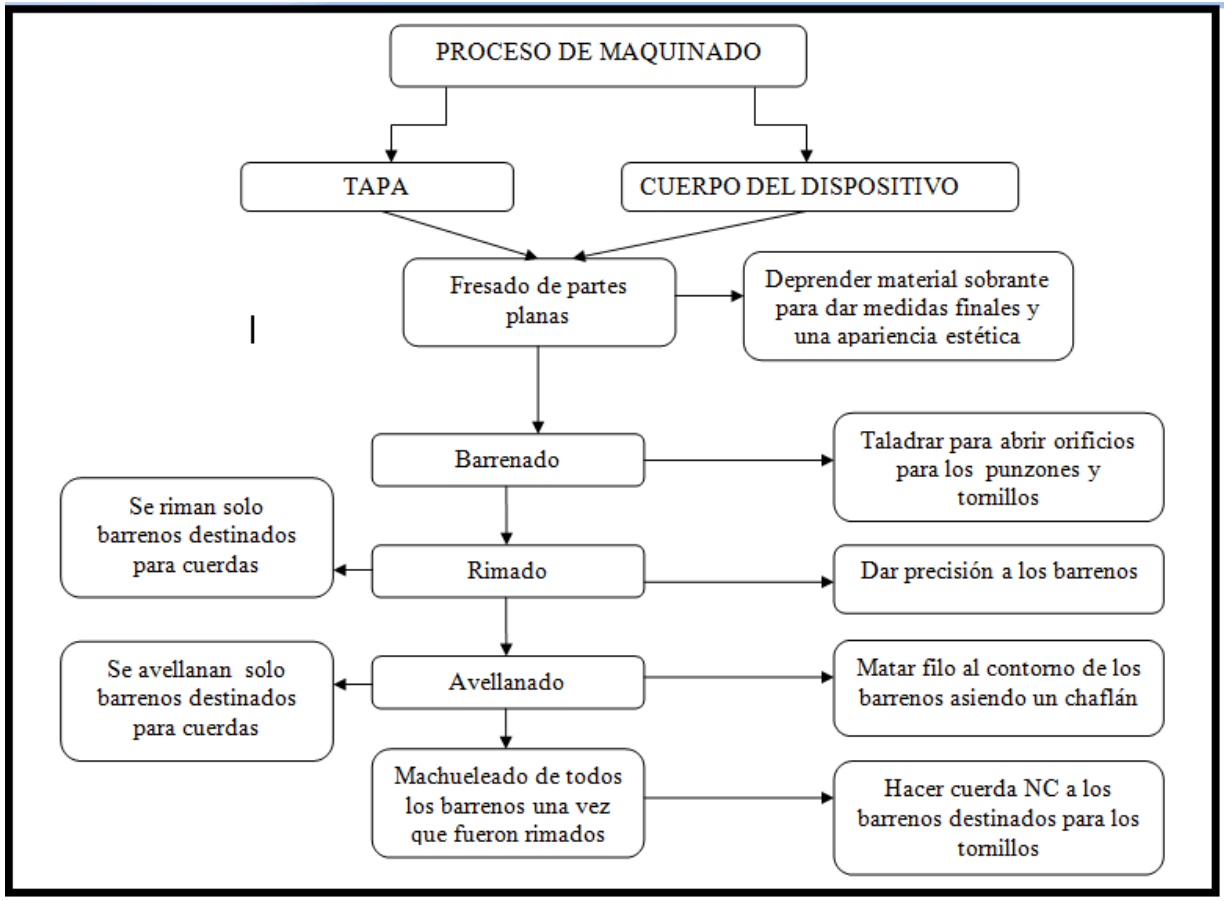 PROCESO DE MAQUINADO
TAPA
CUERPO DEL DISPOSITIVO
Fresado de partes
planas
Deprender material sobrante
para dar medidas finales y
una apariencia estética
Barrenado
Taladrar para abrir orificios
para los punzones y
tornillos
Se riman solo
barrenos destinados
para cuerdas
Rimado
Dar precisión a los barrenos
Se avellanan solo
barrenos destinados
para cuerdas
Avellanado
Matar filo al contorno de los
barrenos asiendo un chaflán
Machueleado de todos
los barrenos una vez
que fueron rimados
Hacer cuerda NC a los
barrenos destinados para los
tornillos